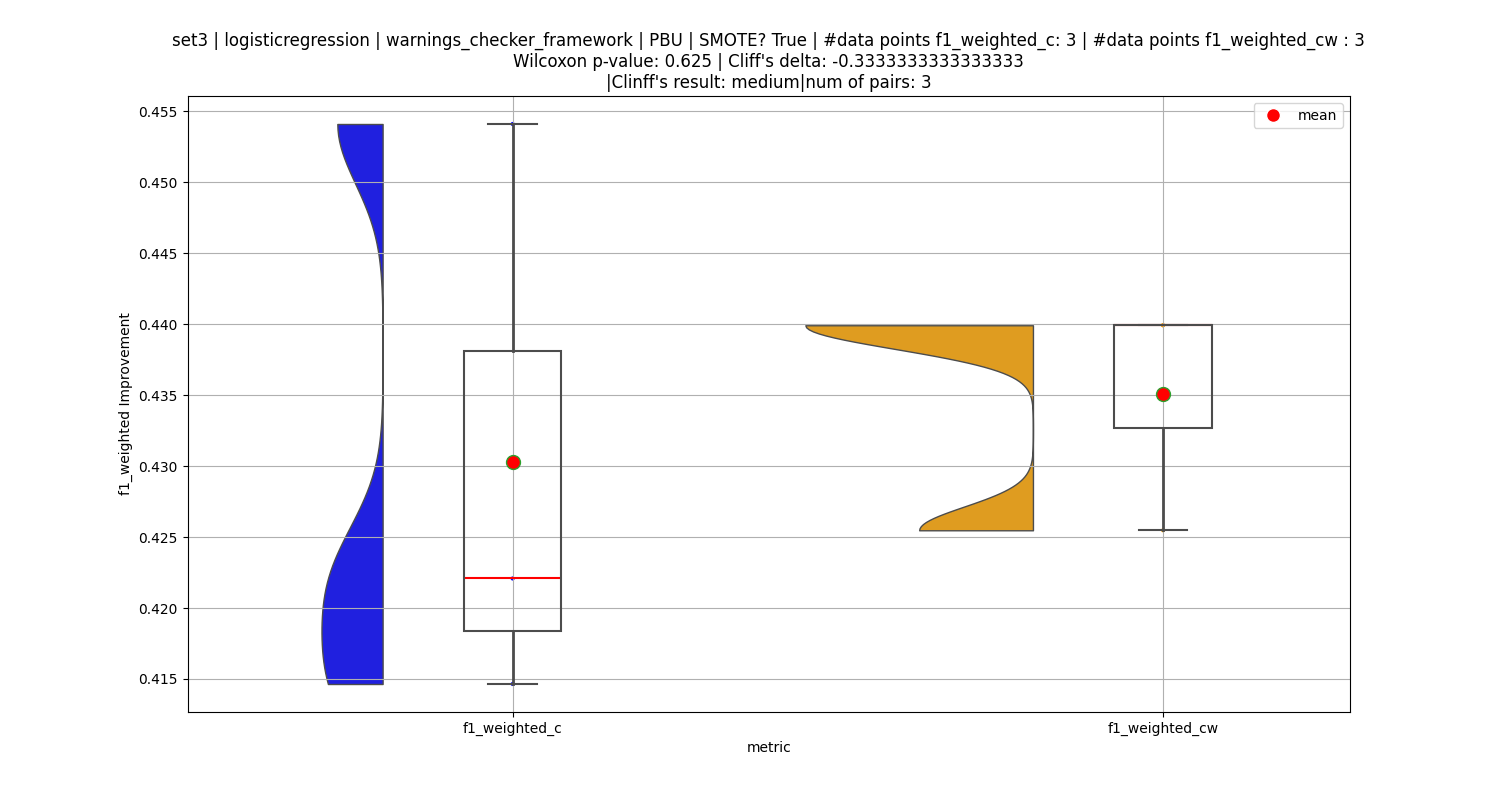 set3 | logisticregression | warnings_checker_framework | PBU | SMOTE? True | #data points f1_weighted_c: 3 | #data points f1_weighted_cw : 3
Wilcoxon p-value: 0.625 | Cliff's delta: -0.3333333333333333
|Clinff's result: medium|num of pairs: 3
mean
0.455
0.450
0.445
0.440
0.435
0.430
0.425
0.420
0.415
f1_weighted Improvement
f1_weighted_c
f1_weighted_cw
metric